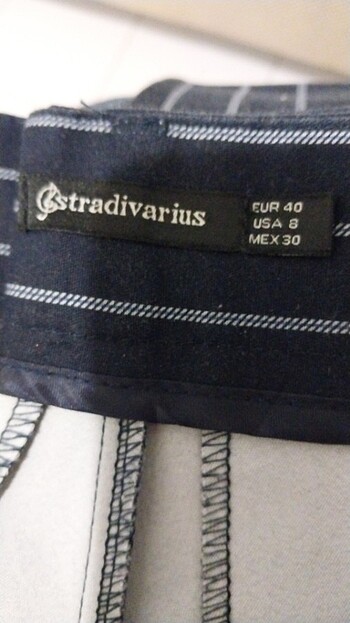 stradivarius
EUR 40
USA 8
MEX 30